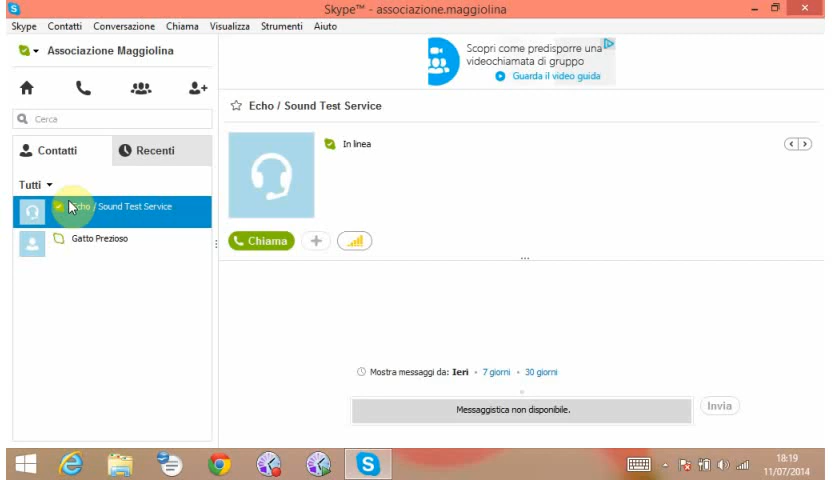 Skype™ - associazione.maggiolina
Skype Contatti Conversazione Chiama Visualizza Strumenti Aiuto
Associazione Maggiolina
Scopri come predisporre una
videochiamata di gruppo
Guarda il video guida
Cerca
Echo / Sound Test Service
Contatti Recenti
In linea
Tutti
Echo / Sound Test Service
Gatto Prezioso
Chiama
Mostra messaggi da: Ieri • 7 giorni • 30 giorni
Messaggistica non disponibile.
Invia
18:19
11/07/2014